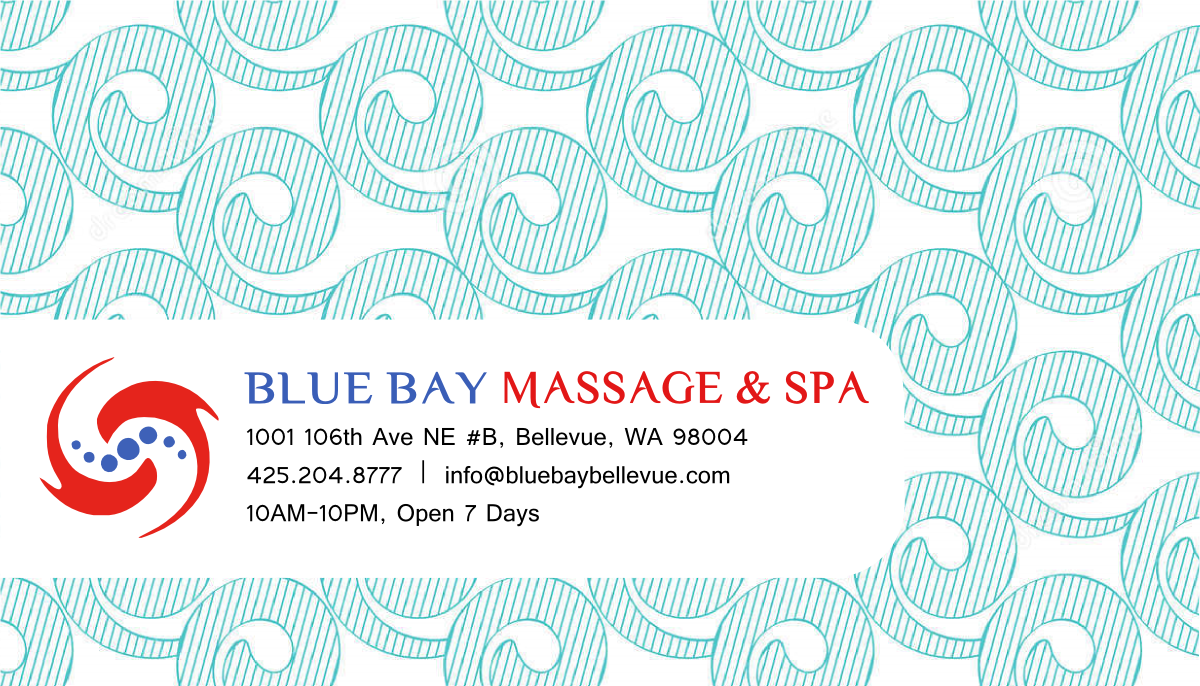 BLUE BAY MASSAGE & SPA
1001 106th Ave NE #B, Bellevue, WA 98004
425.204.8777 | info@bluebaybellevue.com
10AM-10PM, Open 7 Days